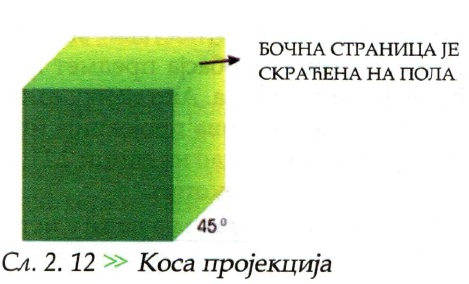 БОЧНА СТРАНИЦА ЈЕ
СКРАЋЕНА НА ПОЛА
45°
Сл. 2. 12 >> Коса пројекција